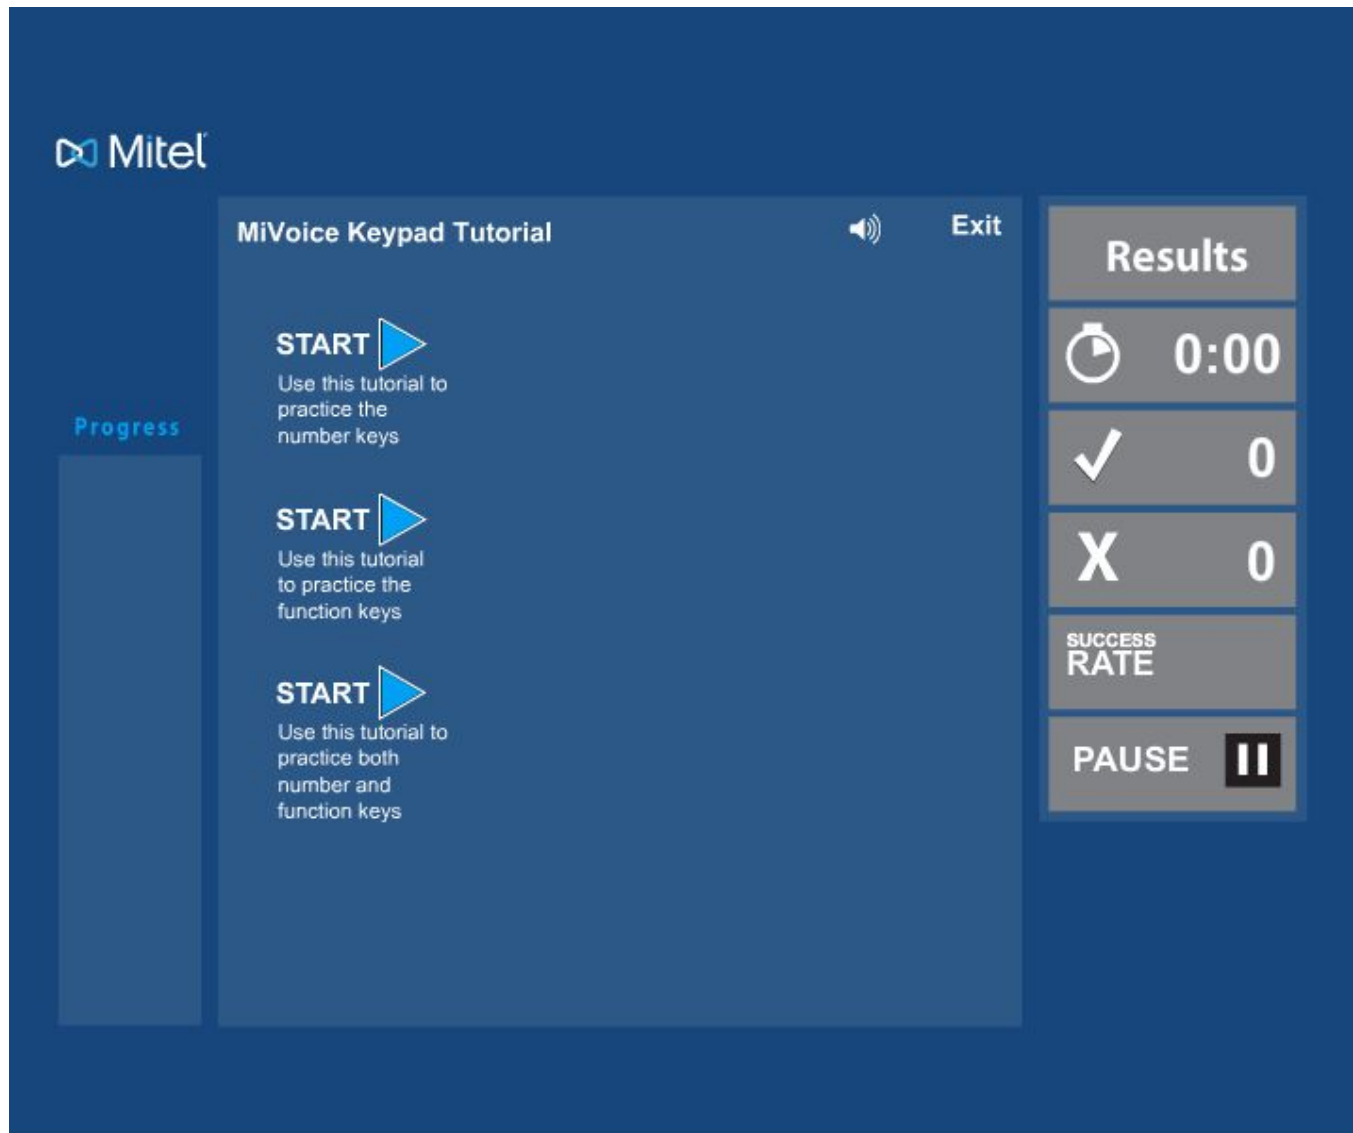 Mitel
MiVoice Keypad Tutorial
Exit
START
Use this tutorial to
practice the
number keys
START
Use this tutorial
to practice the
function keys
START
Use this tutorial to
practice both
number and
function keys
Progress
Results
0:00
0
X 0
SUCCESS
RATE
PAUSE